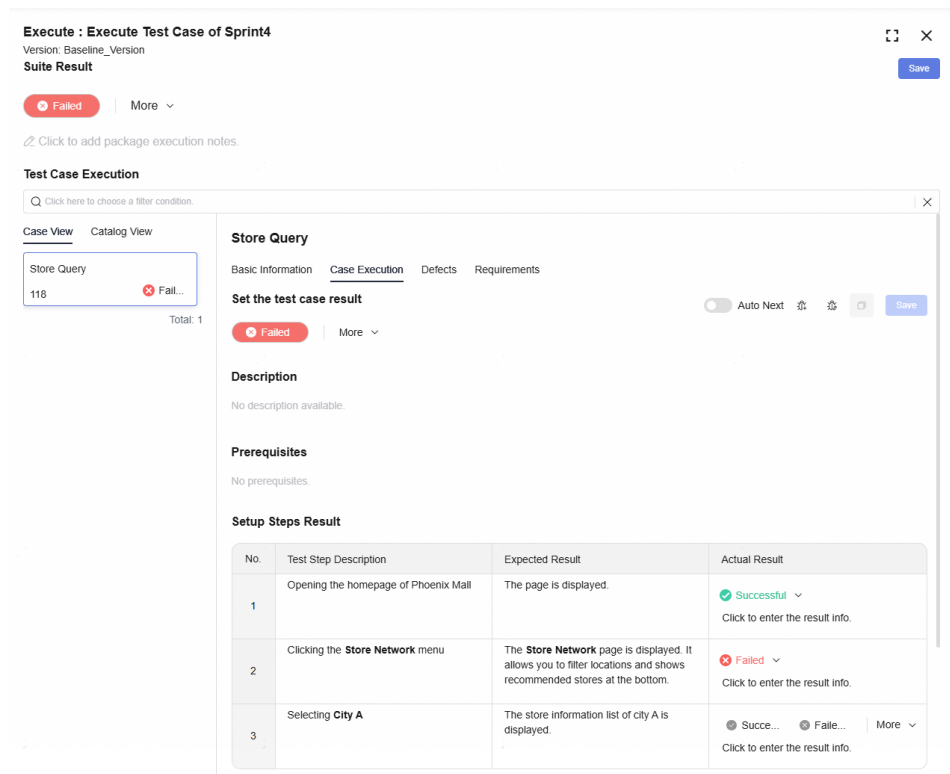 Execute : Execute Test Case of Sprint4
Version: Baseline_Version
Suite Result
Save
Failed
More
Click to add package execution notes.
Test Case Execution
Click here to choose a filter condition.
Case View Catalog View
Store Query
118 Fail...
Total: 1
Store Query
Basic Information Case Execution Defects Requirements
Set the test case result
Auto Next
Save
Failed
More
Description
No description available.
Prerequisites
No prerequisites.
Setup Steps Result
No. Test Step Description Expected Result Actual Result
1
Opening the homepage of Phoenix Mall
The page is displayed.
Successful
Click to enter the result info.
2
Clicking the Store Network menu
The Store Network page is displayed. It
allows you to filter locations and shows
recommended stores at the bottom.
Failed
Click to enter the result info.
3
Selecting City A
The store information list of city A is
displayed.
Succe... Faile... More
Click to enter the result info.